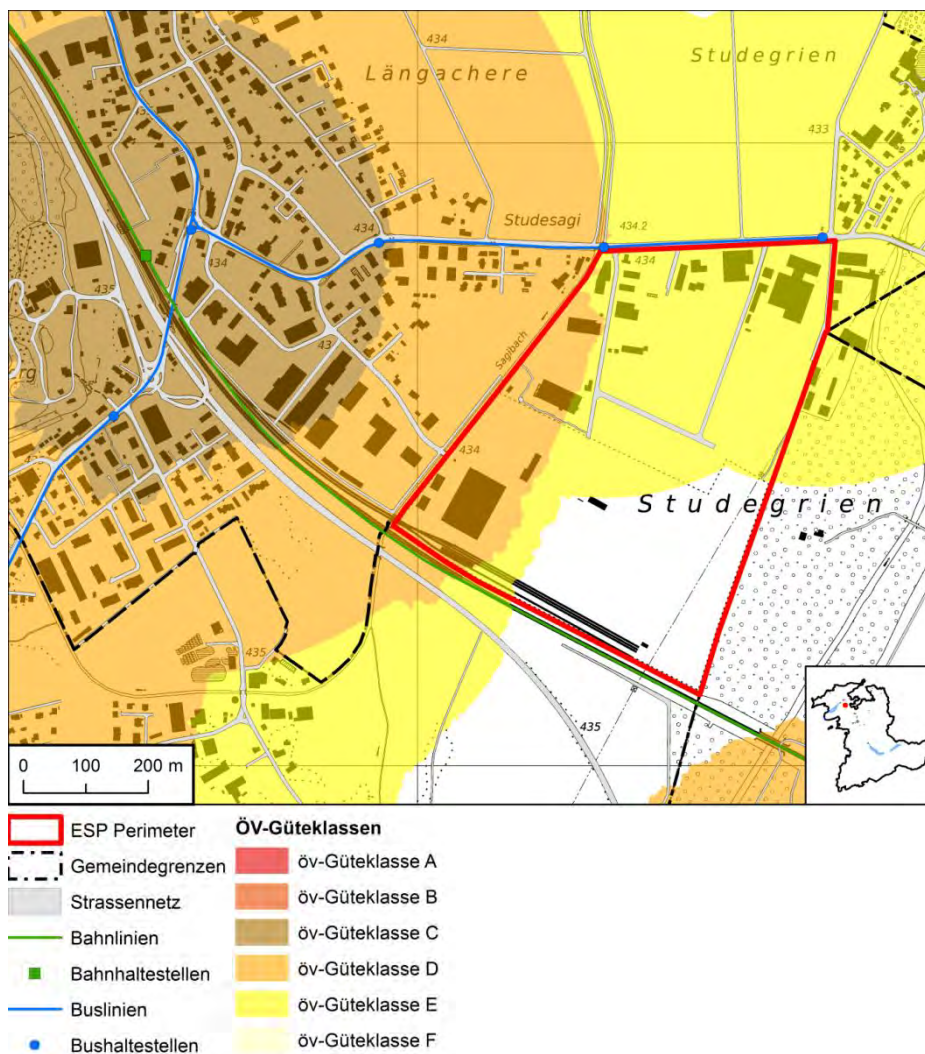 434
Längachere
Studegrien
433
Studesagi
434.2
434
434
434
435
43
Sagibach
rg
434
Studegrien
435
435
0 100 200 m
ESP Perimeter
Gemeindegrenzen
Strassennetz
Bahnlinien
Bahnhaltestellen
Buslinien
Bushaltestellen
ÖV-Güteklassen
öv-Güteklasse A
öv-Güteklasse B
öv-Güteklasse C
öv-Güteklasse D
öv-Güteklasse E
öv-Güteklasse F